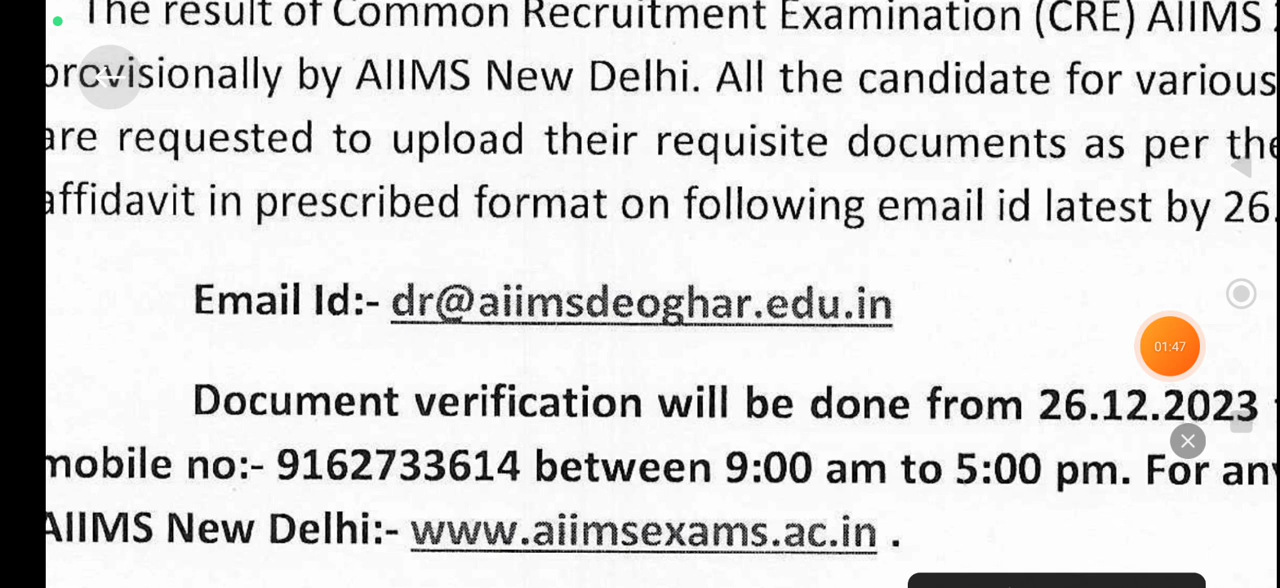 The result of Common Recruitment Examination (CRE) AIIMS
provisionally by AIIMS New Delhi. All the candidate for various
are requested to upload their requisite documents as per the
affidavit in prescribed format on following email id latest by 26
Email Id:- dr@aiimsdeoghar.edu.in
01:47
Document verification will be done from 26.12.2023
mobile no:- 9162733614 between 9:00 am to 5:00 pm. For any
AIIMS New Delhi:- www.aiimsexams.ac.in .